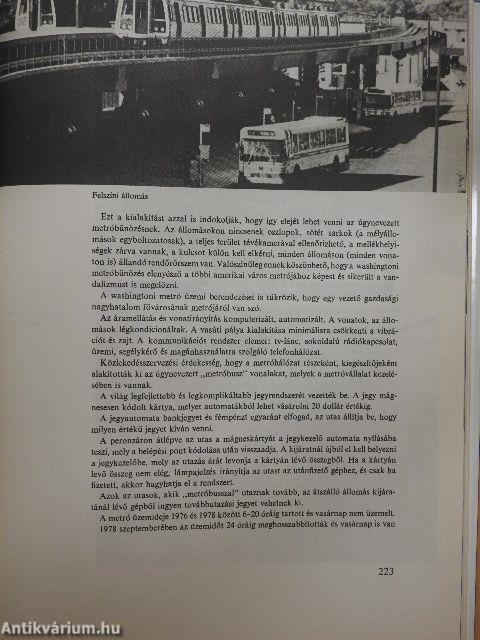 Felszíni állomás
Ezt a kialakítást azzal is indokolják, hogy így elejét lehet venni az úgynevezett
metróbűnözésnek. Az állomásokon nincsenek oszlopok, sötét sarkok (a mélyállo-
mások egyboltozatosak), a teljes terület tévékamerával ellenőrizhető, a mellékhelyi-
ségek zárva vannak, a kulcsot külön kell elkérni, minden állomáson (minden vona-
ton is) állandó rendőrörszem van. Valószínűleg ennek köszönhető, hogy a washingtoni
metróbűnözés elenyésző a többi amerikai város metrójához képest és sikerült a van-
dalizmust is megelőzni.
A washingtoni metró üzemi berendezései is tükrözik, hogy egy vezető gazdasági
nagyhatalom fővárosának metrójáról van szó.
Az áramellátás és vonatirányítás komputerizált, automatizált. A vonatok, az állo-
mások légkondicionáltak. A vasúti pálya kialakítása minimálisra csökkenti a vibrá-
ciót és zajt. A kommunikációs rendszer elemei: tv-lánc, sokoldalú rádiókapcsolat,
üzemi, segélykérő és magánhasználatra szolgáló telefonhálózat.
Közlekedésszervezési érdekesség, hogy a metróhálózat részeként, kiegészítőjeként
alakították ki az úgynevezett „metróbusz” vonalakat, melyek a metróvállalat kezelé-
sében is vannak.
A világ legfejlettebb és legkomplikáltabb jegyrendszerét vezették be. A jegy mág-
nesesen kódolt kártya, melyet automatákból lehet vásárolni 20 dollár értékig.
A jegyautomata bankjegyet és fémpénzt egyaránt elfogad, az utas állítja be, hogy
milyen értékű jegyet kíván venni.
A peronzáron átlépve az utas a mágneskártyát a jegykezelő automata nyílásába
teszi, mely a belépési pont kódolása után visszaadja. A kijáratnál újból el kell helyezni
a jegykezelőbe, mely az utazás árát levonja a kártyán lévő összegből. Ha a kártyán
lévő összeg nem elég, lámpajelzés irányítja az utast az utánfizető géphez, és csak ha
fizetett, akkor hagyhatja el a rendszert.
Azok az utasok, akik „metróbusszal” utaznak tovább, az átszálló állomás kijára-
tánál lévő gépből ingyen továbbutazási jegyet vehetnek ki.
A metró üzemideje 1976 és 1978 között 6–20 óráig tartott és vasárnap nem üzemelt.
1978 szeptemberében az üzemidőt 24 óráig meghosszabbították és vasárnap is van
223
Antikvárium.hu